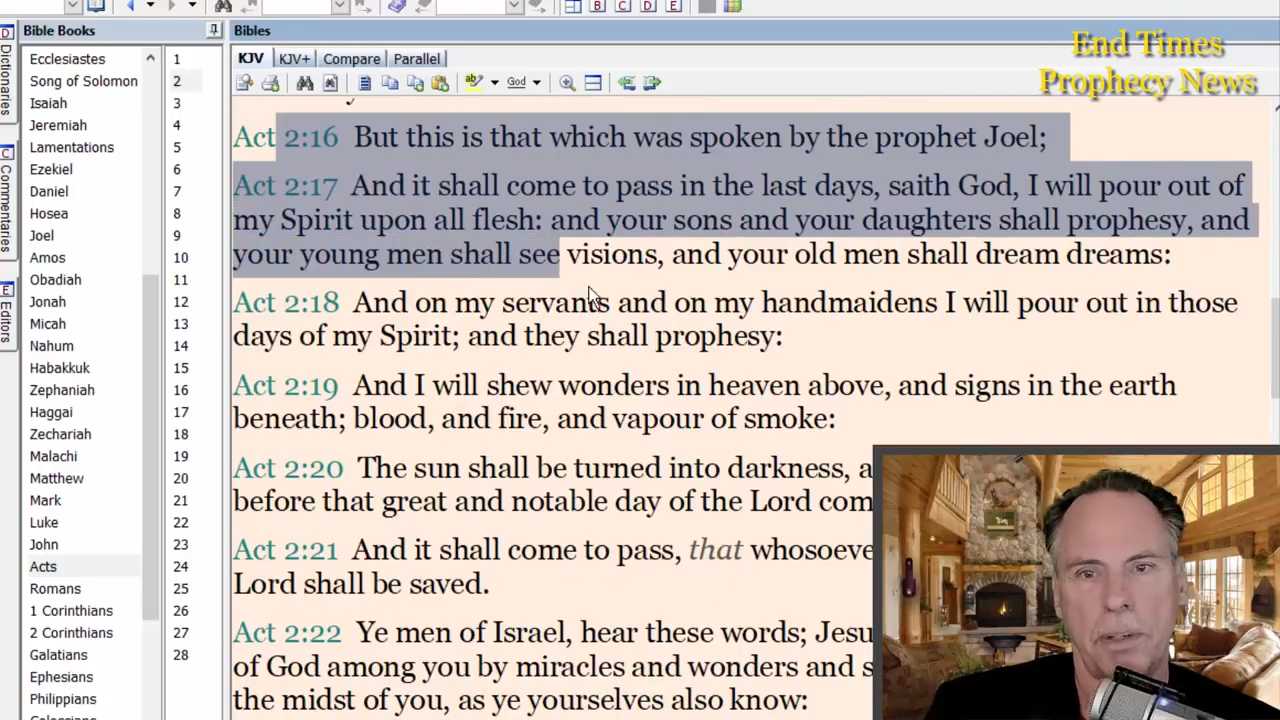 Bible Books
Bibles
End Times
Prophecy News
Dictionaries
Commentaries
Editors
D
C
E
B C D E
KJV KJV+ Compare Parallel
God
Ecclesiastes 1
Song of Solomon 2
Isaiah 3
Jeremiah 4
Lamentations 5
Ezekiel 6
Daniel 7
Hosea 8
Joel 9
Amos 10
Obadiah 11
Jonah 12
Micah 13
Nahum 14
Habakkuk 15
Zephaniah 16
Haggai 17
Zechariah 18
Malachi 19
Matthew 20
Mark 21
Luke 22
John 23
Acts 24
Romans 25
1 Corinthians 26
2 Corinthians 27
Galatians 28
Ephesians
Philippians
Act 2:16 But this is that which was spoken by the prophet Joel;
Act 2:17 And it shall come to pass in the last days, saith God, I will pour out of
my Spirit upon all flesh: and your sons and your daughters shall prophesy, and
your young men shall see visions, and your old men shall dream dreams:
Act 2:18 And on my servants and on my handmaidens I will pour out in those
days of my Spirit; and they shall prophesy:
Act 2:19 And I will shew wonders in heaven above, and signs in the earth
beneath; blood, and fire, and vapour of smoke:
Act 2:20 The sun shall be turned into darkness, a
before that great and notable day of the Lord com
Act 2:21 And it shall come to pass, that whosoeve
Lord shall be saved.
Act 2:22 Ye men of Israel, hear these words; Jesu
of God among you by miracles and wonders and s
the midst of you, as ye yourselves also know: